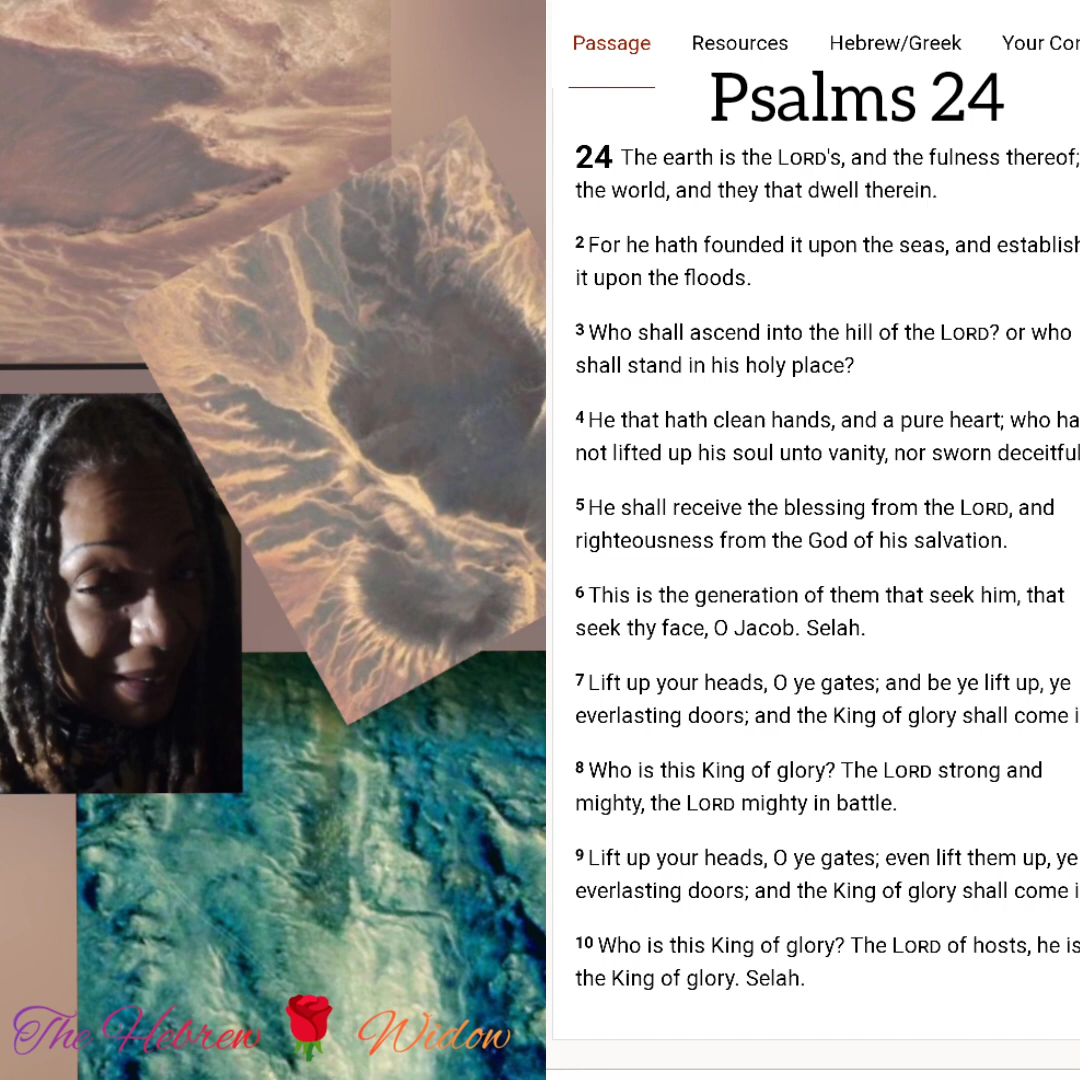 Passage Resources Hebrew/Greek Your Con
Psalms 24
24 The earth is the LORD's, and the fulness thereof;
the world, and they that dwell therein.
2 For he hath founded it upon the seas, and establish
it upon the floods.
3 Who shall ascend into the hill of the LORD? or who
shall stand in his holy place?
4 He that hath clean hands, and a pure heart; who ha
not lifted up his soul unto vanity, nor sworn deceitful
5 He shall receive the blessing from the LORD, and
righteousness from the God of his salvation.
6 This is the generation of them that seek him, that
seek thy face, O Jacob. Selah.
7 Lift up your heads, O ye gates; and be ye lift up, ye
everlasting doors; and the King of glory shall come i
8 Who is this King of glory? The LORD strong and
mighty, the LORD mighty in battle.
9 Lift up your heads, O ye gates; even lift them up, ye
everlasting doors; and the King of glory shall come i
10 Who is this King of glory? The LORD of hosts, he is
the King of glory. Selah.
The Hebrew Widow